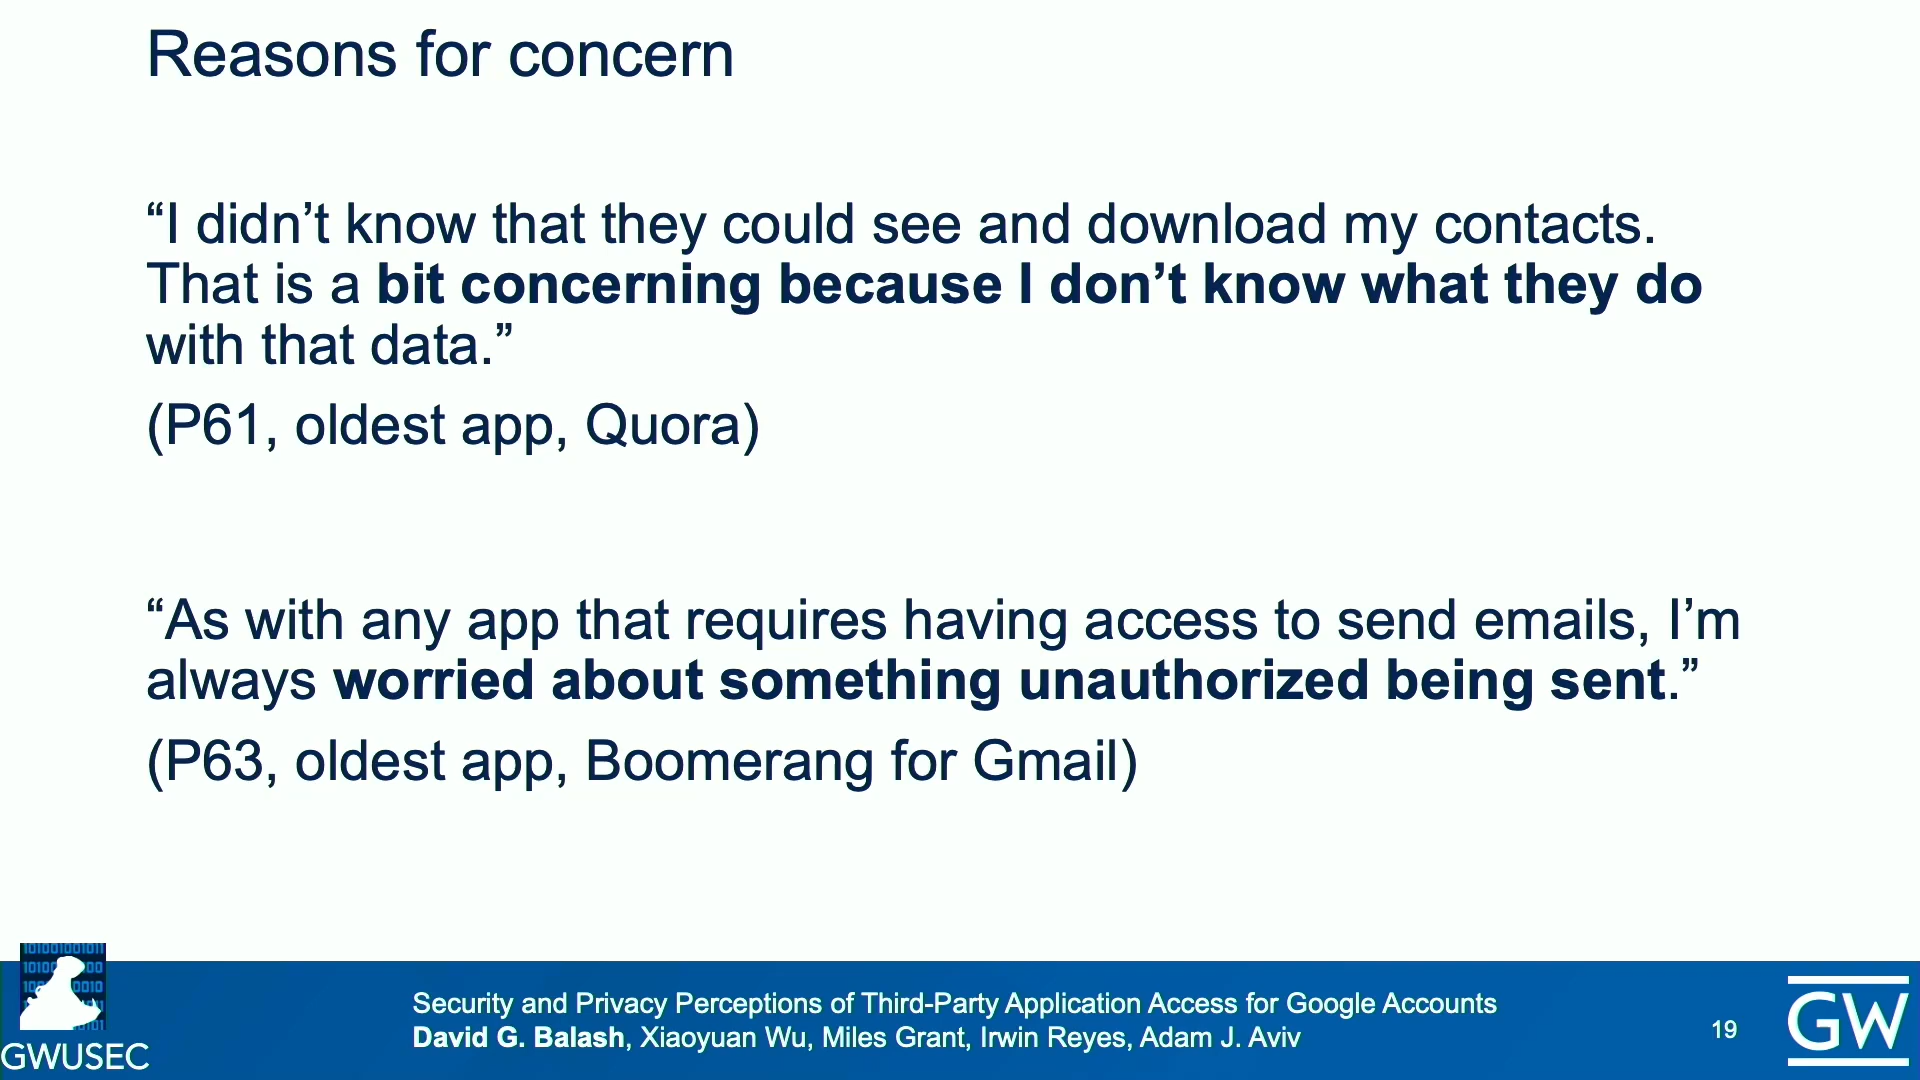 Reasons for concern
“I didn’t know that they could see and download my contacts.
That is a bit concerning because I don’t know what they do
with that data.”
(P61, oldest app, Quora)
“As with any app that requires having access to send emails, I’m
always worried about something unauthorized being sent.”
(P63, oldest app, Boomerang for Gmail)
GWUSEC
Security and Privacy Perceptions of Third-Party Application Access for Google Accounts
David G. Balash, Xiaoyuan Wu, Miles Grant, Irwin Reyes, Adam J. Aviv
19
GW